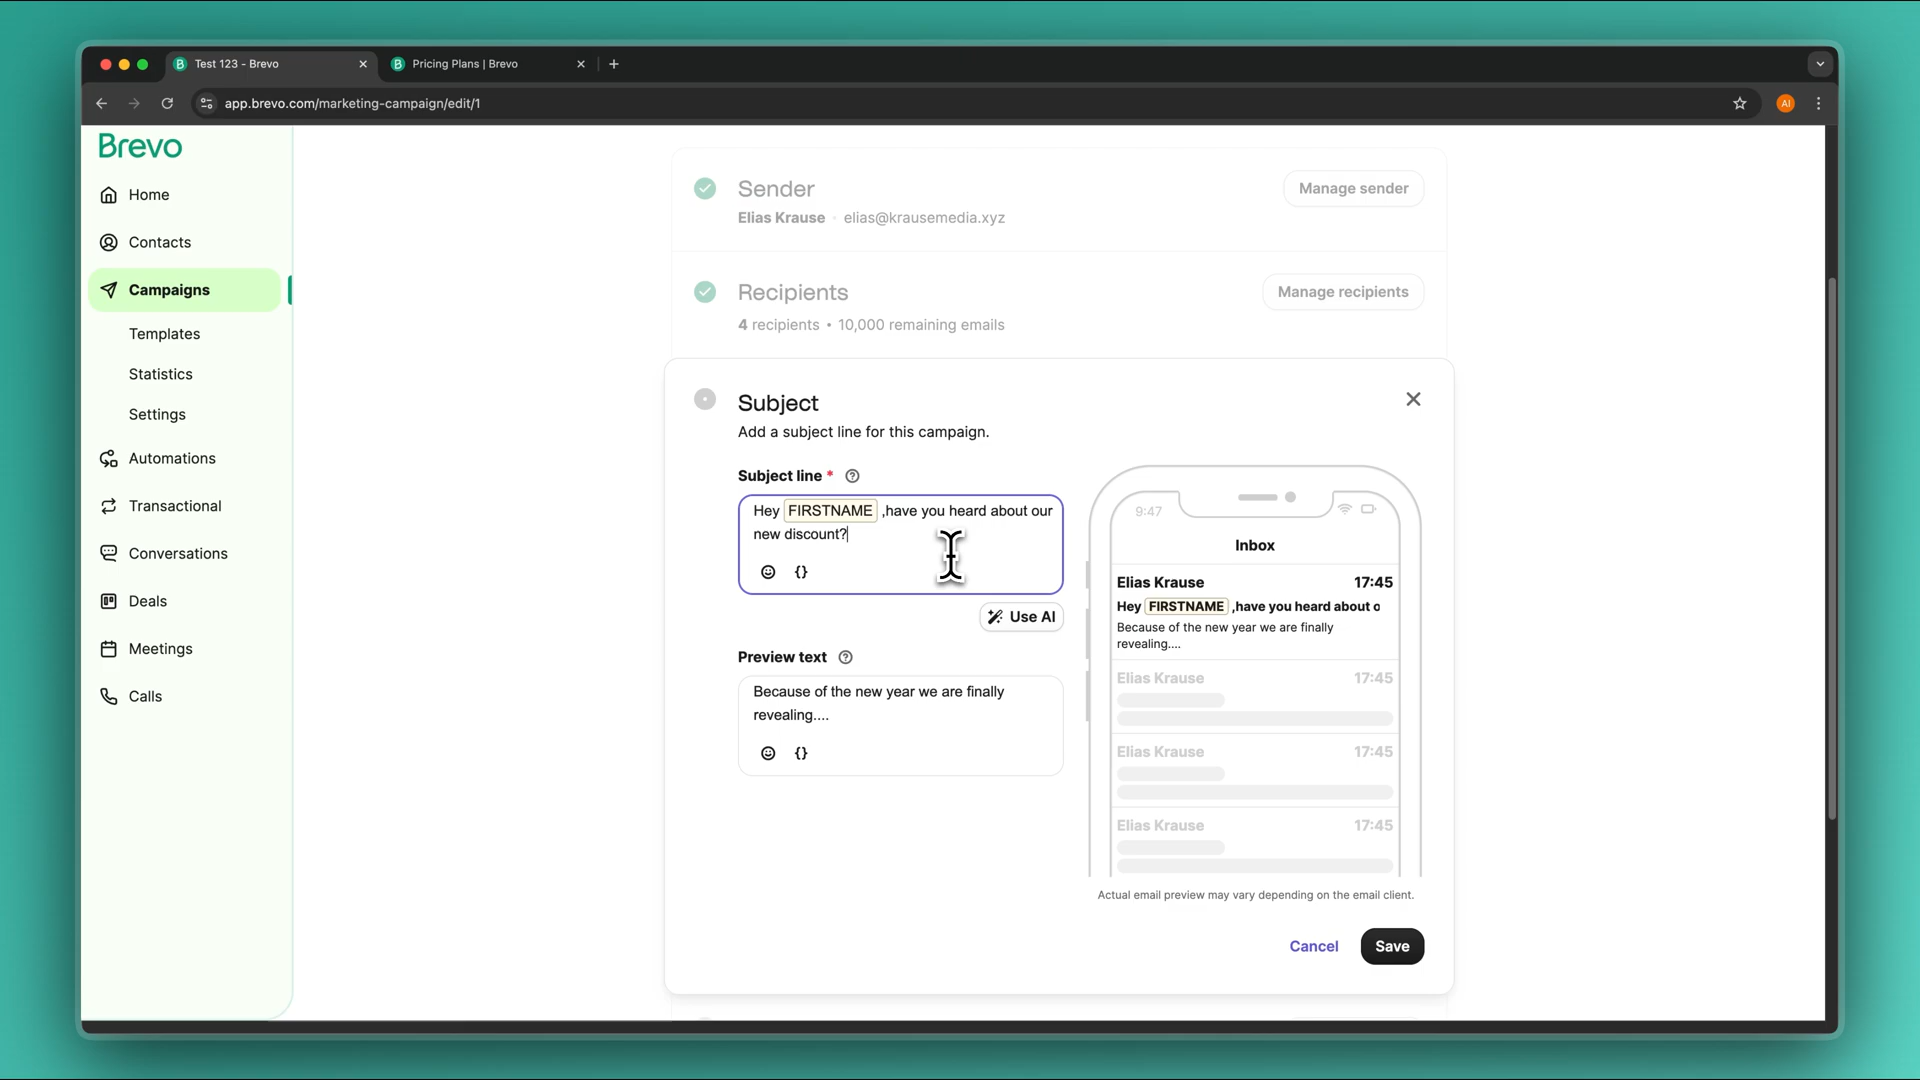 Test 123 - Brevo
Pricing Plans | Brevo
app.brevo.com/marketing-campaign/edit/1
AI
Brevo
Home
Contacts
Campaigns
Templates
Statistics
Settings
Automations
Transactional
Conversations
Deals
Meetings
Calls
Sender
Manage sender
Elias Krause · elias@krausemedia.xyz
Recipients
Manage recipients
4 recipients • 10,000 remaining emails
Subject
Add a subject line for this campaign.
Subject line *
Hey FIRSTNAME ,have you heard about our
new discount?
{}
Use AI
Preview text
Because of the new year we are finally
revealing....
{}
9:47
Inbox
Elias Krause 17:45
Hey FIRSTNAME ,have you heard about o
Because of the new year we are finally
revealing....
Elias Krause 17:45
Elias Krause 17:45
Elias Krause 17:45
Actual email preview may vary depending on the email client.
Cancel
Save